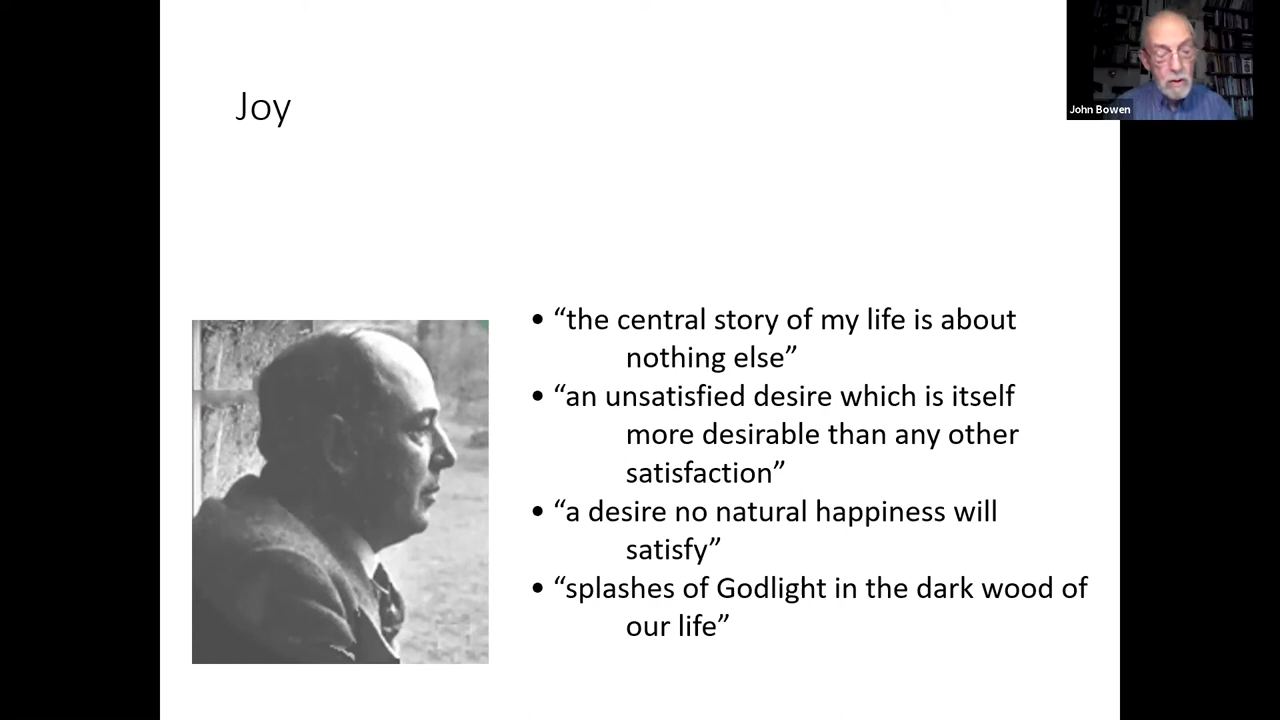 Joy
John Bowen
• “the central story of my life is about
nothing else”
• “an unsatisfied desire which is itself
more desirable than any other
satisfaction”
• “a desire no natural happiness will
satisfy”
• “splashes of Godlight in the dark wood of
our life”